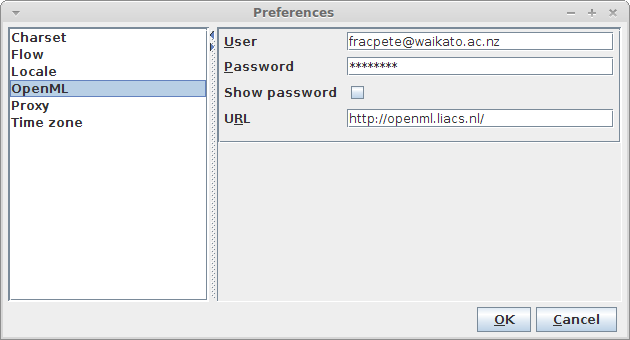 Preferences
Charset
Flow
Locale
OpenML
Proxy
Time zone
User fracpete@waikato.ac.nz
Password ********
Show password
URL http://openml.liacs.nl/
OK Cancel